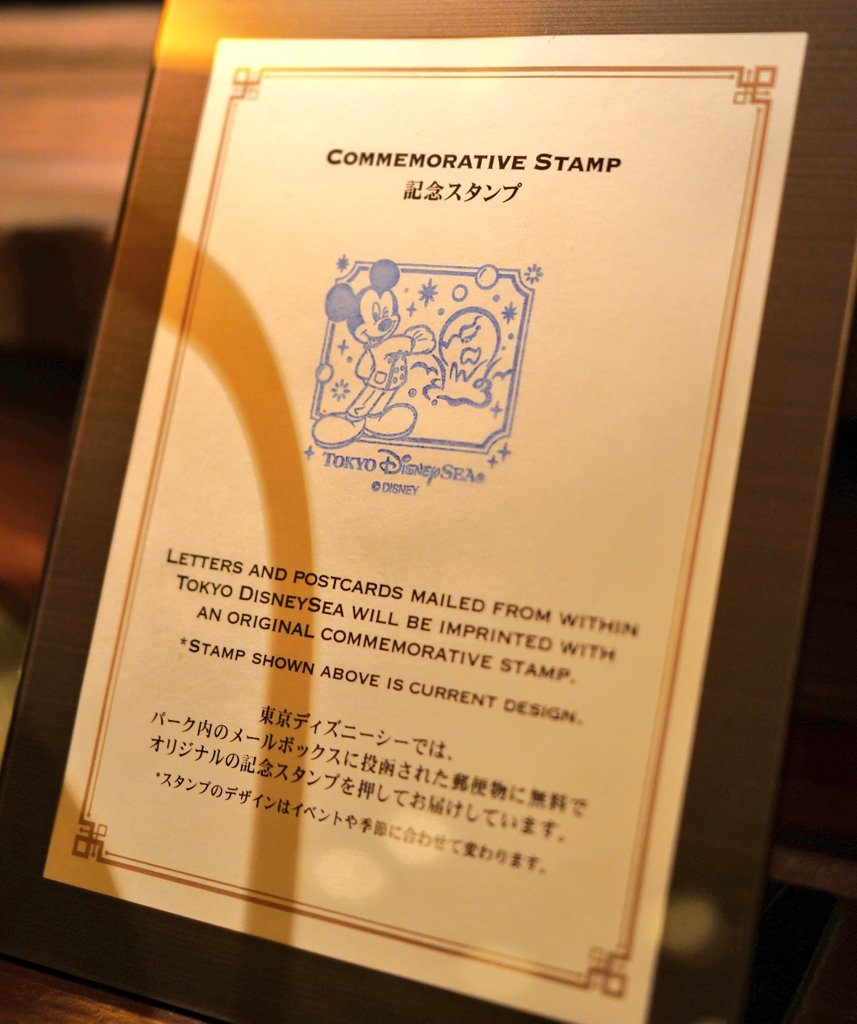 COMMEMORATIVE STAMP
記念スタンプ
TOKYO DISNEYSEA®
©DISNEY
LETTERS AND POSTCARDS MAILED FROM WITHIN
TOKYO DISNEYSEA WILL BE IMPRINTED WITH
AN ORIGINAL COMMEMORATIVE STAMP.
*STAMP SHOWN ABOVE IS CURRENT DESIGN.
東京ディズニーシーでは、
パーク内のメールボックスに投函された郵便物に無料で
オリジナルの記念スタンプを押してお届けしています。
*スタンプのデザインはイベントや季節に合わせて変わります。